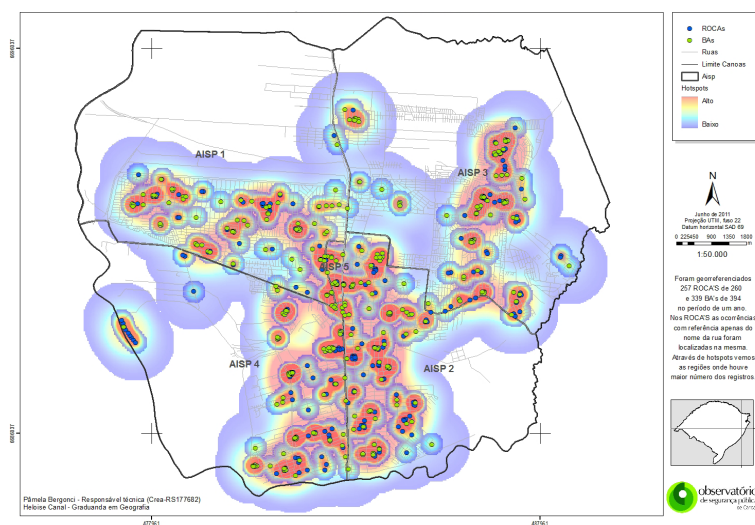 AISP 1
AISP 3
AISP 5
AISP 4
AISP 2
Pâmela Bergonci - Responsável técnica (Crea-RS177682)
Heloise Canal - Graduanda em Geografia
477961
487961
ROCAs
BAs
Ruas
Limite Canoas
Aisp
Hotspots
Alto
Baixo
N
Junho de 2011
Projeção UTM, fuso 22
Datum horizontal SAD 69
0 225450 900 1350 1800
m
1:50.000
Foram georreferenciados
257 ROCA'S de 260
e 339 BA's de 394
no período de um ano.
Nos ROCA'S as ocorrências
com referência apenas do
nome da rua foram
localizadas na mesma.
Através de hotspots vemos
as regiões onde houve
maior número dos registros.
observatório
de segurança pública